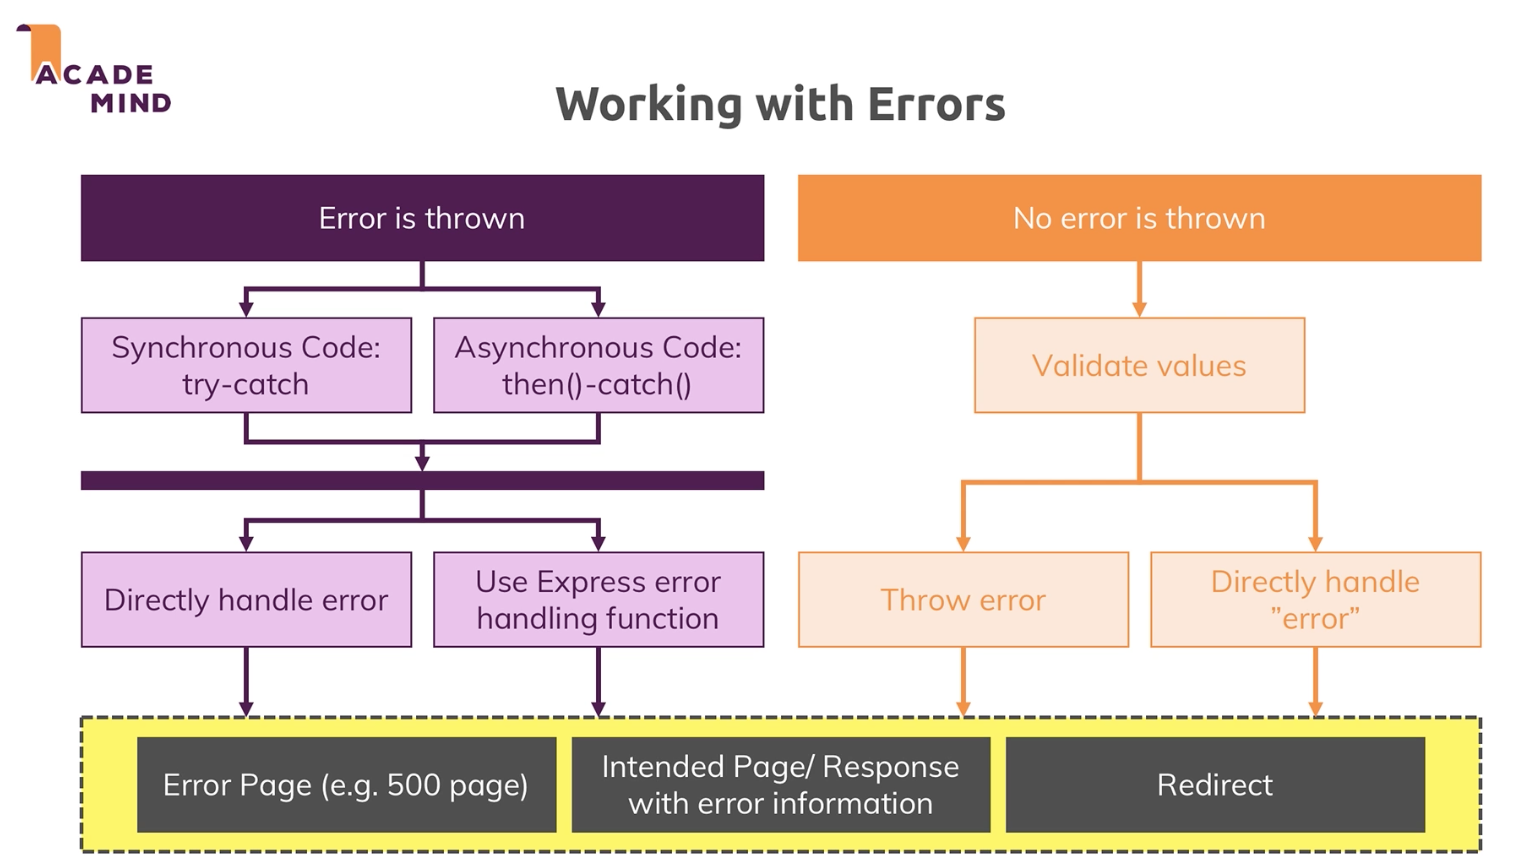 ACADE
MIND
Working with Errors
Error is thrown
No error is thrown
Synchronous Code:
try-catch
Asynchronous Code:
then()-catch()
Validate values
Directly handle error
Use Express error
handling function
Throw error
Directly handle
”error”
Error Page (e.g. 500 page)
Intended Page/ Response
with error information
Redirect